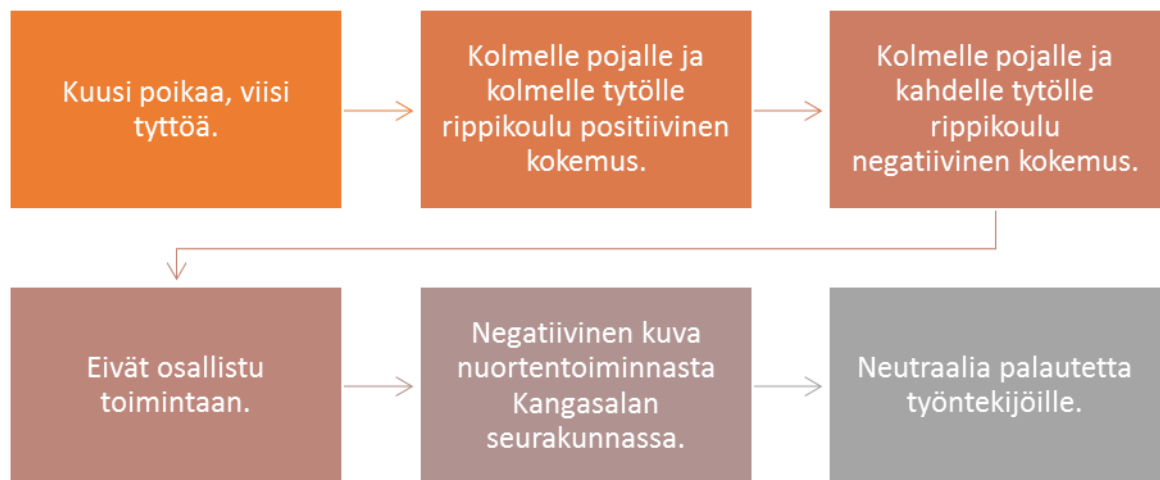 Kuusi poikaa, viisi
tyttöä.
Kolmelle pojalle ja
kolmelle tytölle
rippikoulu positiivinen
kokemus.
Kolmelle pojalle ja
kahdelle tytölle
rippikoulu
negatiivinen kokemus.
Eivät osallistu
toimintaan.
Negatiivinen kuva
nuortentoiminnasta
Kangasalan
seurakunnassa.
Neutraalia palautetta
työntekijöille.